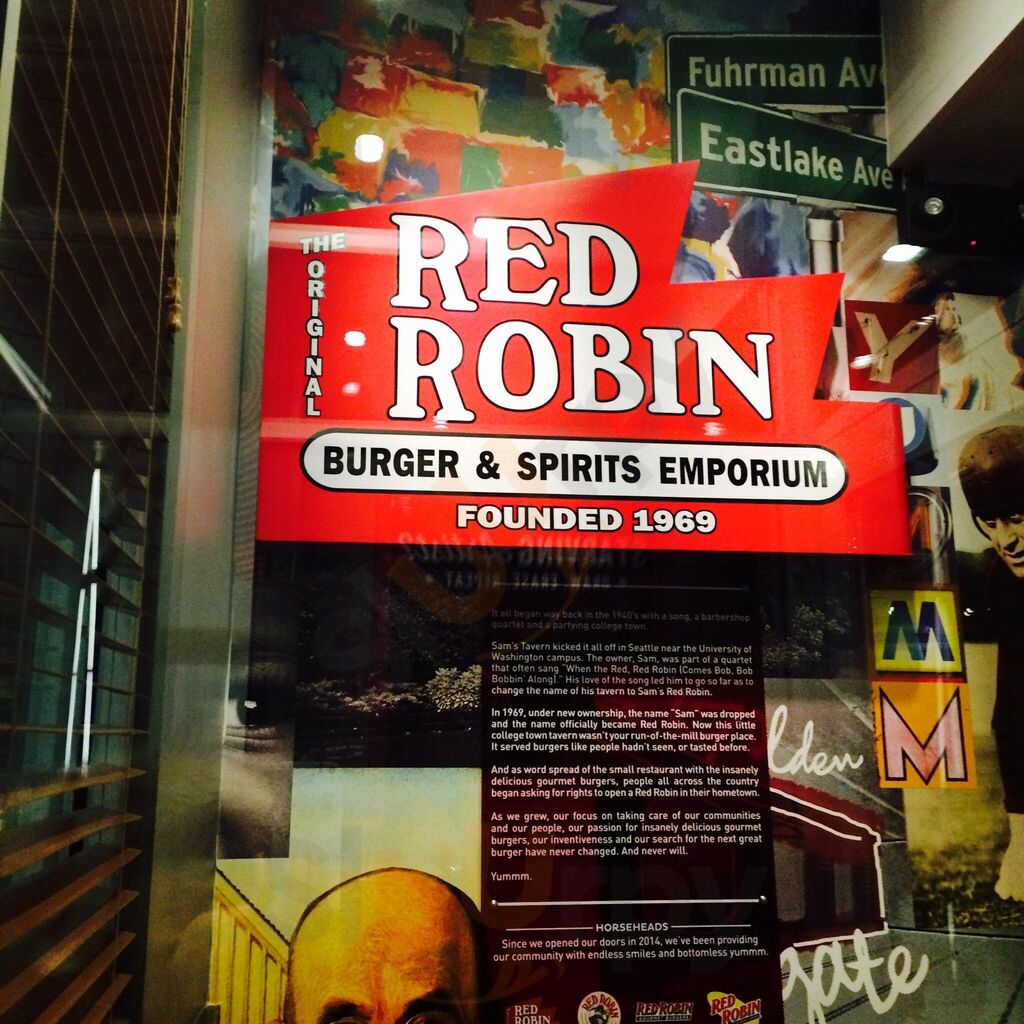 Fuhrman Av
Eastlake Ave
THE ORIGINAL
RED
ROBIN
BURGER & SPIRITS EMPORIUM
FOUNDED 1969
Y
It all began way back in the 1940's with a song, a barbershop
quartet and a partying college town.
Sam's Tavern kicked it all off in Seattle near the University of
Washington campus. The owner, Sam, was part of a quartet
that often sang "When the Red, Red Robin (Comes Bob, Bob
Bobbin' Along)." His love of the song led him to go so far as to
change the name of his tavern to Sam's Red Robin.
In 1969, under new ownership, the name "Sam" was dropped
and the name officially became Red Robin. Now this little
college town tavern wasn't your run-of-the-mill burger place.
It served burgers like people hadn't seen, or tasted before.
And as word spread of the small restaurant with the insanely
delicious gourmet burgers, people all across the country
began asking for rights to open a Red Robin in their hometown.
As we grew, our focus on taking care of our communities
and our people, our passion for insanely delicious gourmet
burgers, our inventiveness and our search for the next great
burger have never changed. And never will.
Yummm.
M
M
lden
gate
HORSEHEADS
Since we opened our doors in 2014, we've been providing
our community with endless smiles and bottomless yummm.
RED ROBIN
RED ROBIN
RED ROBIN
RED ROBIN